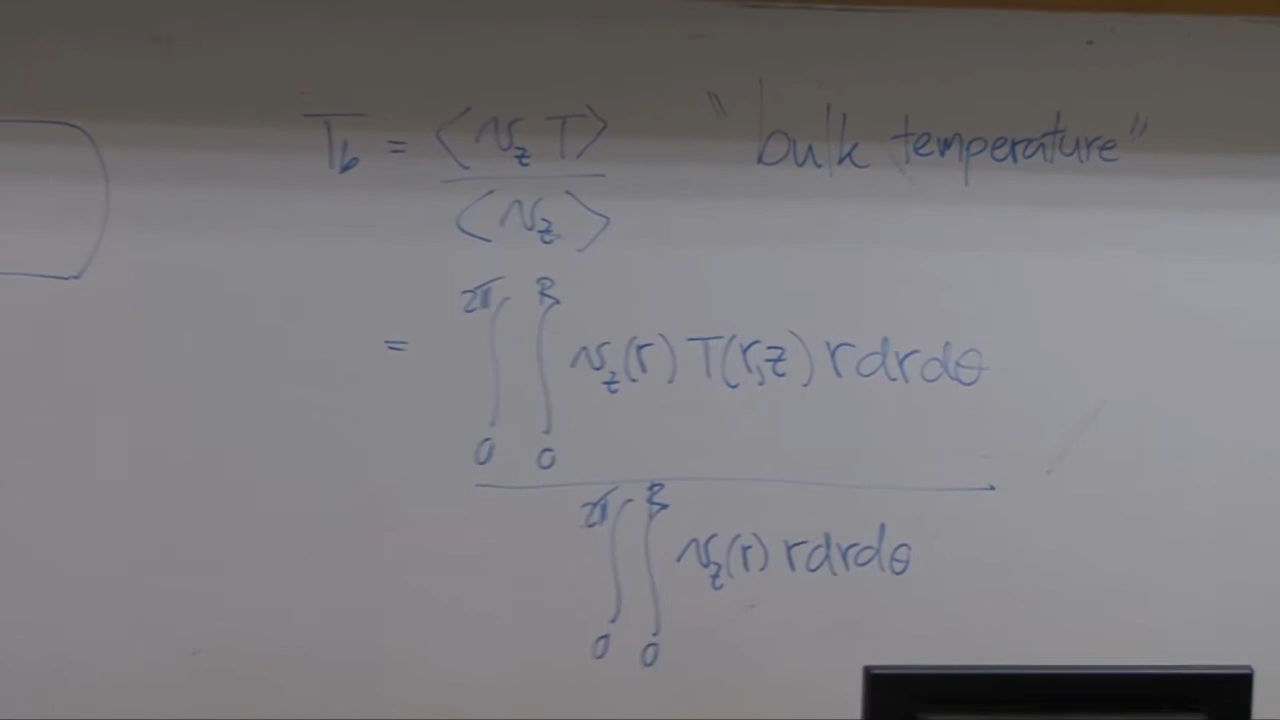 T_b = <v_z T> "bulk temperature"
<v_z>
= ∫_0^{2π} ∫_0^R v_z(r) T(r,z) r dr dθ
∫_0^{2π} ∫_0^R v_z(r) r dr dθ